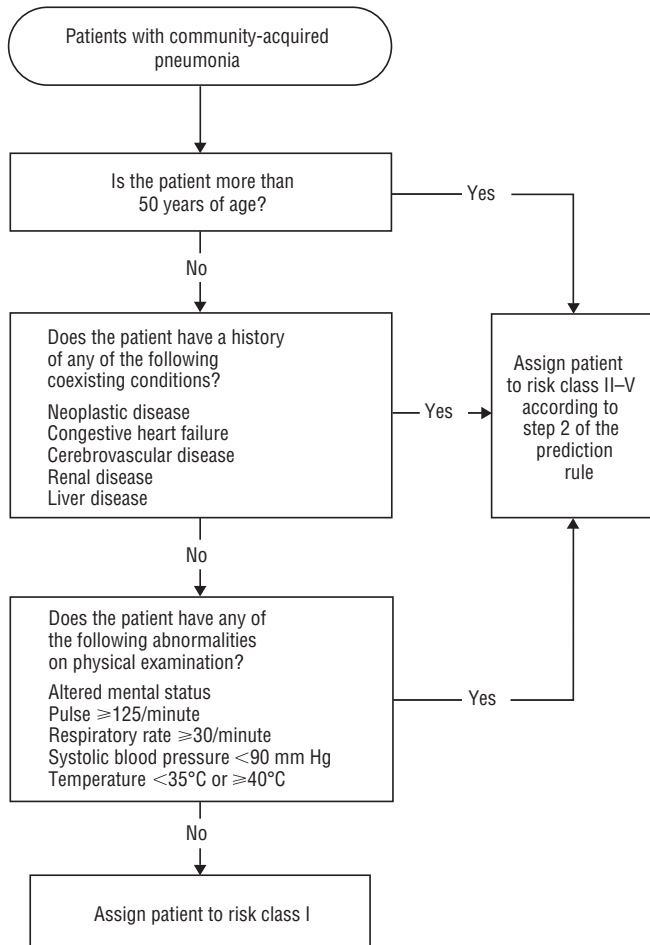 Patients with community-acquired
pneumonia
Is the patient more than
50 years of age?
Yes
No
Does the patient have a history
of any of the following
coexisting conditions?
Neoplastic disease
Congestive heart failure
Cerebrovascular disease
Renal disease
Liver disease
Yes
Assign patient
to risk class II–V
according to
step 2 of the
prediction
rule
No
Does the patient have any of
the following abnormalities
on physical examination?
Altered mental status
Pulse ⩾125/minute
Respiratory rate ⩾30/minute
Systolic blood pressure <90 mm Hg
Temperature <35°C or ⩾40°C
Yes
No
Assign patient to risk class I